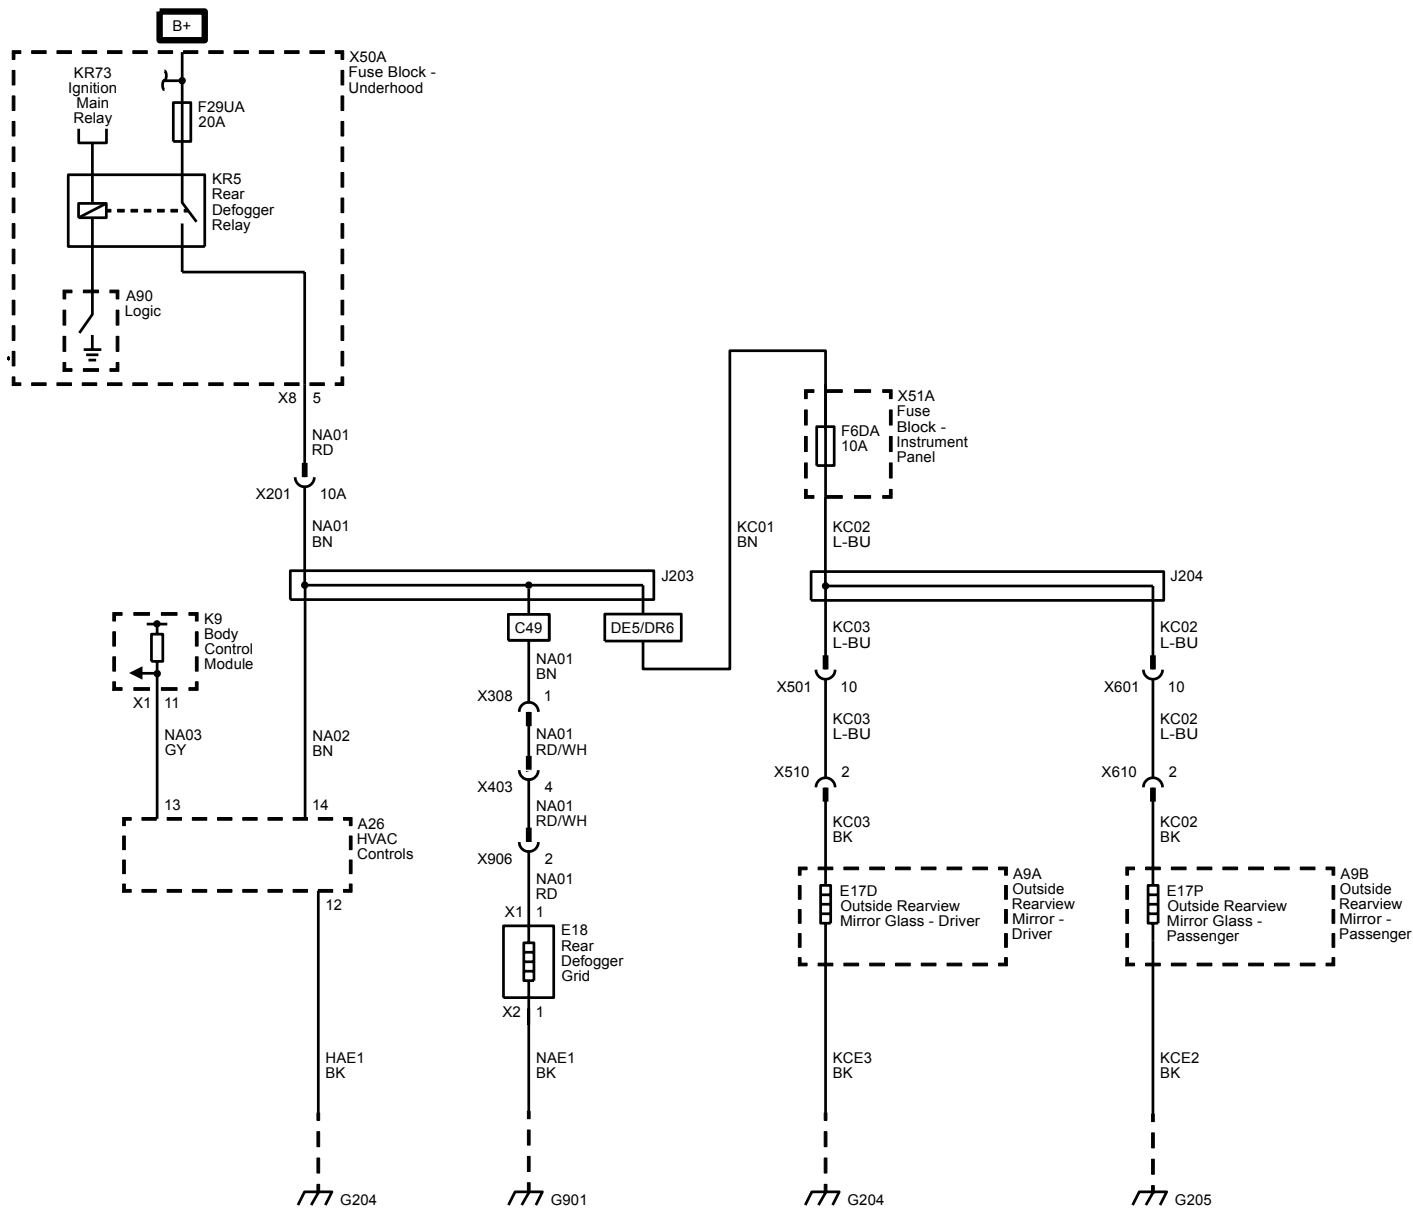 B+
X50A
Fuse Block -
Underhood
KR73
Ignition
Main
Relay
F29UA
20A
KR5
Rear
Defogger
Relay
A90
Logic
X8 5
NA01
RD
X201 10A
NA01
BN
J203
C49
DE5/DR6
KC01
BN
X51A
Fuse
Block -
Instrument
Panel
F6DA
10A
KC02
L-BU
J204
K9
Body
Control
Module
X1 11
NA03
GY
13
NA02
BN
14
A26
HVAC
Controls
12
HAE1
BK
G204
NA01
BN
X308 1
NA01
RD/WH
X403 4
NA01
RD/WH
X906 2
NA01
RD
X1 1
E18
Rear
Defogger
Grid
X2 1
NAE1
BK
G901
KC03
L-BU
X501 10
KC03
L-BU
X510 2
KC03
BK
A9A
Outside
Rearview
Mirror -
Driver
E17D
Outside Rearview
Mirror Glass - Driver
KCE3
BK
G204
KC02
L-BU
X601 10
KC02
L-BU
X610 2
KC02
BK
A9B
Outside
Rearview
Mirror -
Passenger
E17P
Outside Rearview
Mirror Glass -
Passenger
KCE2
BK
G205